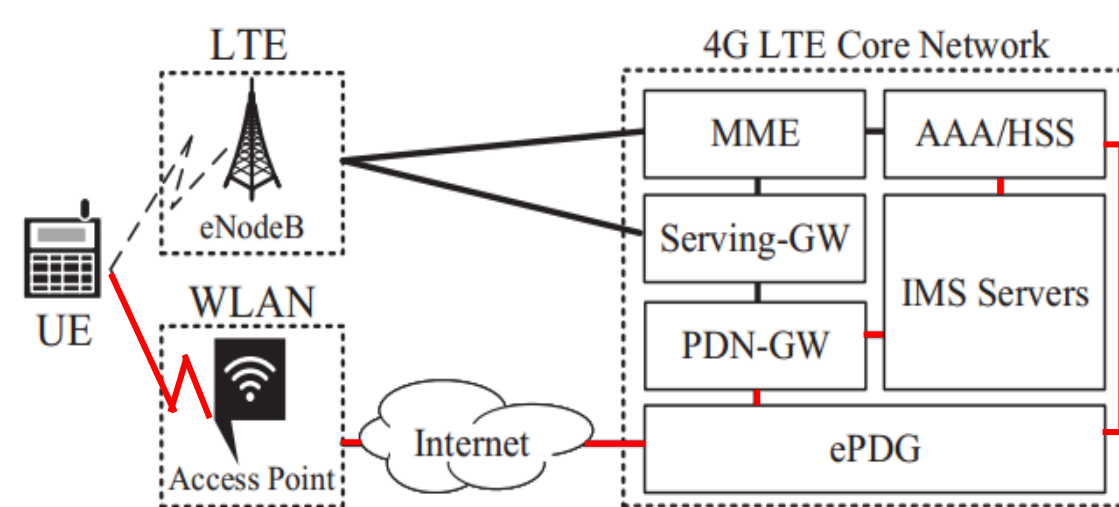 LTE
4G LTE Core Network
MME
AAA/HSS
eNodeB
Serving-GW
UE
WLAN
IMS Servers
PDN-GW
Internet
ePDG
Access Point